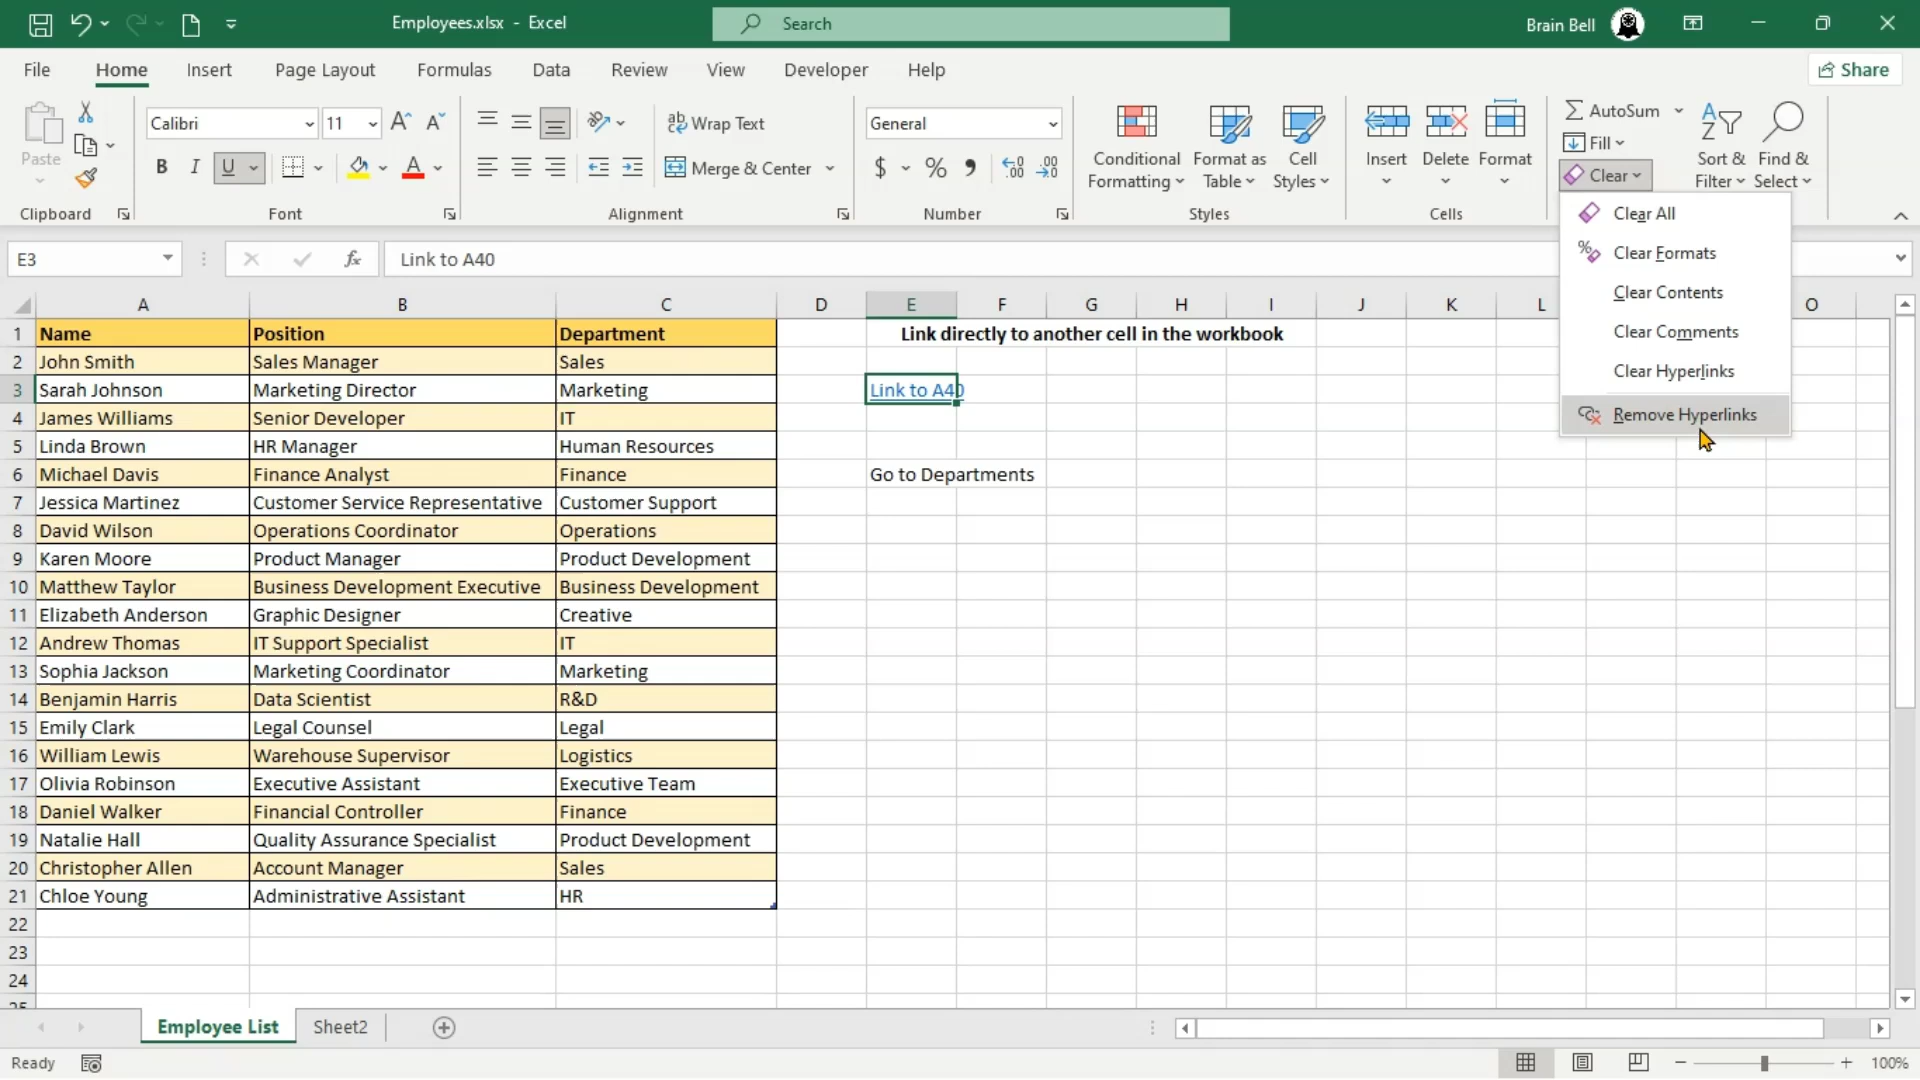 Employees.xlsx - Excel
Search
Brain Bell
File Home Insert Page Layout Formulas Data Review View Developer Help
Share
Calibri 11
Wrap Text
General
AutoSum
Fill
Clear
Paste
B I U
A
Merge & Center
$ % 9
Conditional Formatting
Format as Table
Cell Styles
Insert
Delete
Format
Sort & Filter
Find & Select
Clipboard Font Alignment Number Styles Cells
Clear All
Clear Formats
Clear Contents
Clear Comments
Clear Hyperlinks
Remove Hyperlinks
E3 fx Link to A40
A B C D E F G H I J K L O
1 Name Position Department Link directly to another cell in the workbook
2 John Smith Sales Manager Sales
3 Sarah Johnson Marketing Director Marketing Link to A40
4 James Williams Senior Developer IT
5 Linda Brown HR Manager Human Resources
6 Michael Davis Finance Analyst Finance Go to Departments
7 Jessica Martinez Customer Service Representative Customer Support
8 David Wilson Operations Coordinator Operations
9 Karen Moore Product Manager Product Development
10 Matthew Taylor Business Development Executive Business Development
11 Elizabeth Anderson Graphic Designer Creative
12 Andrew Thomas IT Support Specialist IT
13 Sophia Jackson Marketing Coordinator Marketing
14 Benjamin Harris Data Scientist R&D
15 Emily Clark Legal Counsel Legal
16 William Lewis Warehouse Supervisor Logistics
17 Olivia Robinson Executive Assistant Executive Team
18 Daniel Walker Financial Controller Finance
19 Natalie Hall Quality Assurance Specialist Product Development
20 Christopher Allen Account Manager Sales
21 Chloe Young Administrative Assistant HR
22
23
24
25
Employee List Sheet2
Ready
100%